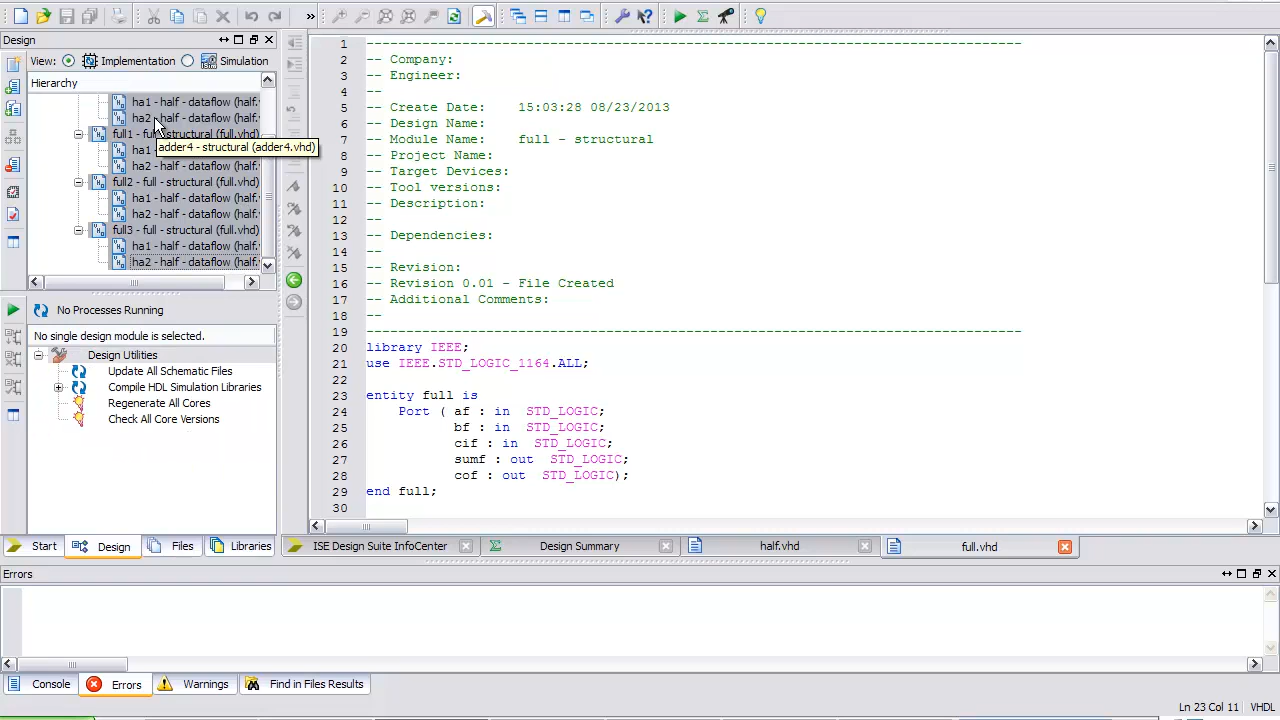 Design
View: Implementation Simulation
Hierarchy
ha1 - half - dataflow (half.
ha2 - half - dataflow (half.
full1 - full - structural (full.vhd)
adder4 - structural (adder4.vhd)
ha1
ha2 - half - dataflow (half.
full2 - full - structural (full.vhd)
ha1 - half - dataflow (half.
ha2 - half - dataflow (half.
full3 - full - structural (full.vhd)
ha1 - half - dataflow (half.
ha2 - half - dataflow (half.
No Processes Running
No single design module is selected.
Design Utilities
Update All Schematic Files
Compile HDL Simulation Libraries
Regenerate All Cores
Check All Core Versions
Start Design Files Libraries
1 --------------------------------------------------------------------------------
2 -- Company:
3 -- Engineer:
4 --
5 -- Create Date: 15:03:28 08/23/2013
6 -- Design Name:
7 -- Module Name: full - structural
8 -- Project Name:
9 -- Target Devices:
10 -- Tool versions:
11 -- Description:
12 --
13 -- Dependencies:
14 --
15 -- Revision:
16 -- Revision 0.01 - File Created
17 -- Additional Comments:
18 --
19 --------------------------------------------------------------------------------
20 library IEEE;
21 use IEEE.STD_LOGIC_1164.ALL;
22
23 entity full is
24 Port ( af : in STD_LOGIC;
25 bf : in STD_LOGIC;
26 cif : in STD_LOGIC;
27 sumf : out STD_LOGIC;
28 cof : out STD_LOGIC);
29 end full;
30
ISE Design Suite InfoCenter Design Summary half.vhd full.vhd
Errors
Console Errors Warnings Find in Files Results
Ln 23 Col 11 VHDL